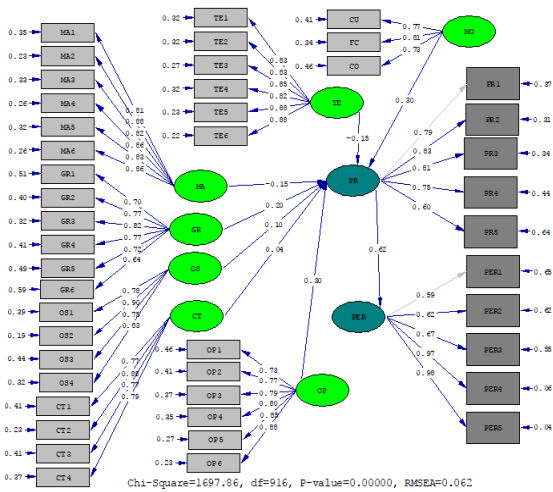 0.35 MA1
0.23 MA2
0.33 MA3
0.26 MA4
0.32 MA5
0.26 MA6
0.51 GR1
0.40 GR2
0.32 GR3
0.41 GR4
0.49 GR5
0.59 GR6
0.39 OS1
0.19 OS2
0.44 OS3
0.32 OS4
0.41 CT1
0.23 CT2
0.41 CT3
0.37 CT4
0.81
0.88
0.82
0.86
0.83
0.86
0.70
0.77
0.82
0.77
0.72
0.64
0.78
0.90
0.75
0.83
0.77
0.77
0.79
MA
GR
OS
CT
0.32 TE1
0.32 TE2
0.27 TE3
0.32 TE4
0.23 TE5
0.22 TE6
0.83
0.83
0.85
0.82
0.88
0.88
TE
0.41 CU
0.34 FC
0.46 CO
0.77
0.81
0.73
MO
0.30
-0.15
-0.15
0.20
0.10
0.04
0.30
PR
0.62
PER
0.79
0.83
0.81
0.75
0.60
PR1 0.37
PR2 0.31
PR3 0.34
PR4 0.44
PR5 0.64
0.59
0.62
0.67
0.97
0.98
PER1 0.65
PER2 0.62
PER3 0.55
PER4 0.06
PER5 0.04
0.46 OP1
0.41 OP2
0.37 OP3
0.35 OP4
0.27 OP5
0.23 OP6
0.73
0.77
0.79
0.80
0.85
0.88
OP
Chi-Square=1697.86, df=916, P-value=0.00000, RMSEA=0.062